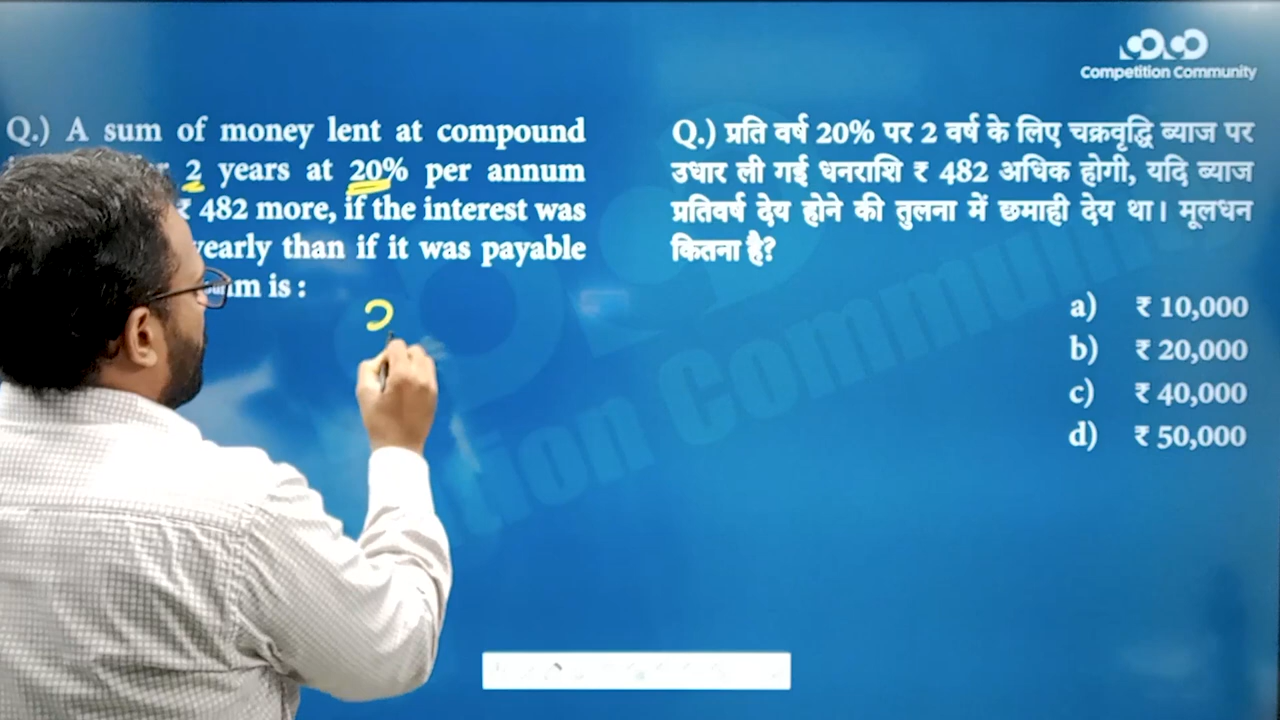 Competition Community
Q.) A sum of money lent at compound
2 years at 20% per annum
₹ 482 more, if the interest was
yearly than if it was payable
is :
Q.) प्रति वर्ष 20% पर 2 वर्ष के लिए चक्रवृद्धि ब्याज पर
उधार ली गई धनराशि ₹ 482 अधिक होगी, यदि ब्याज
प्रतिवर्ष देय होने की तुलना में छमाही देय था। मूलधन
कितना है?
a) ₹ 10,000
b) ₹ 20,000
c) ₹ 40,000
d) ₹ 50,000